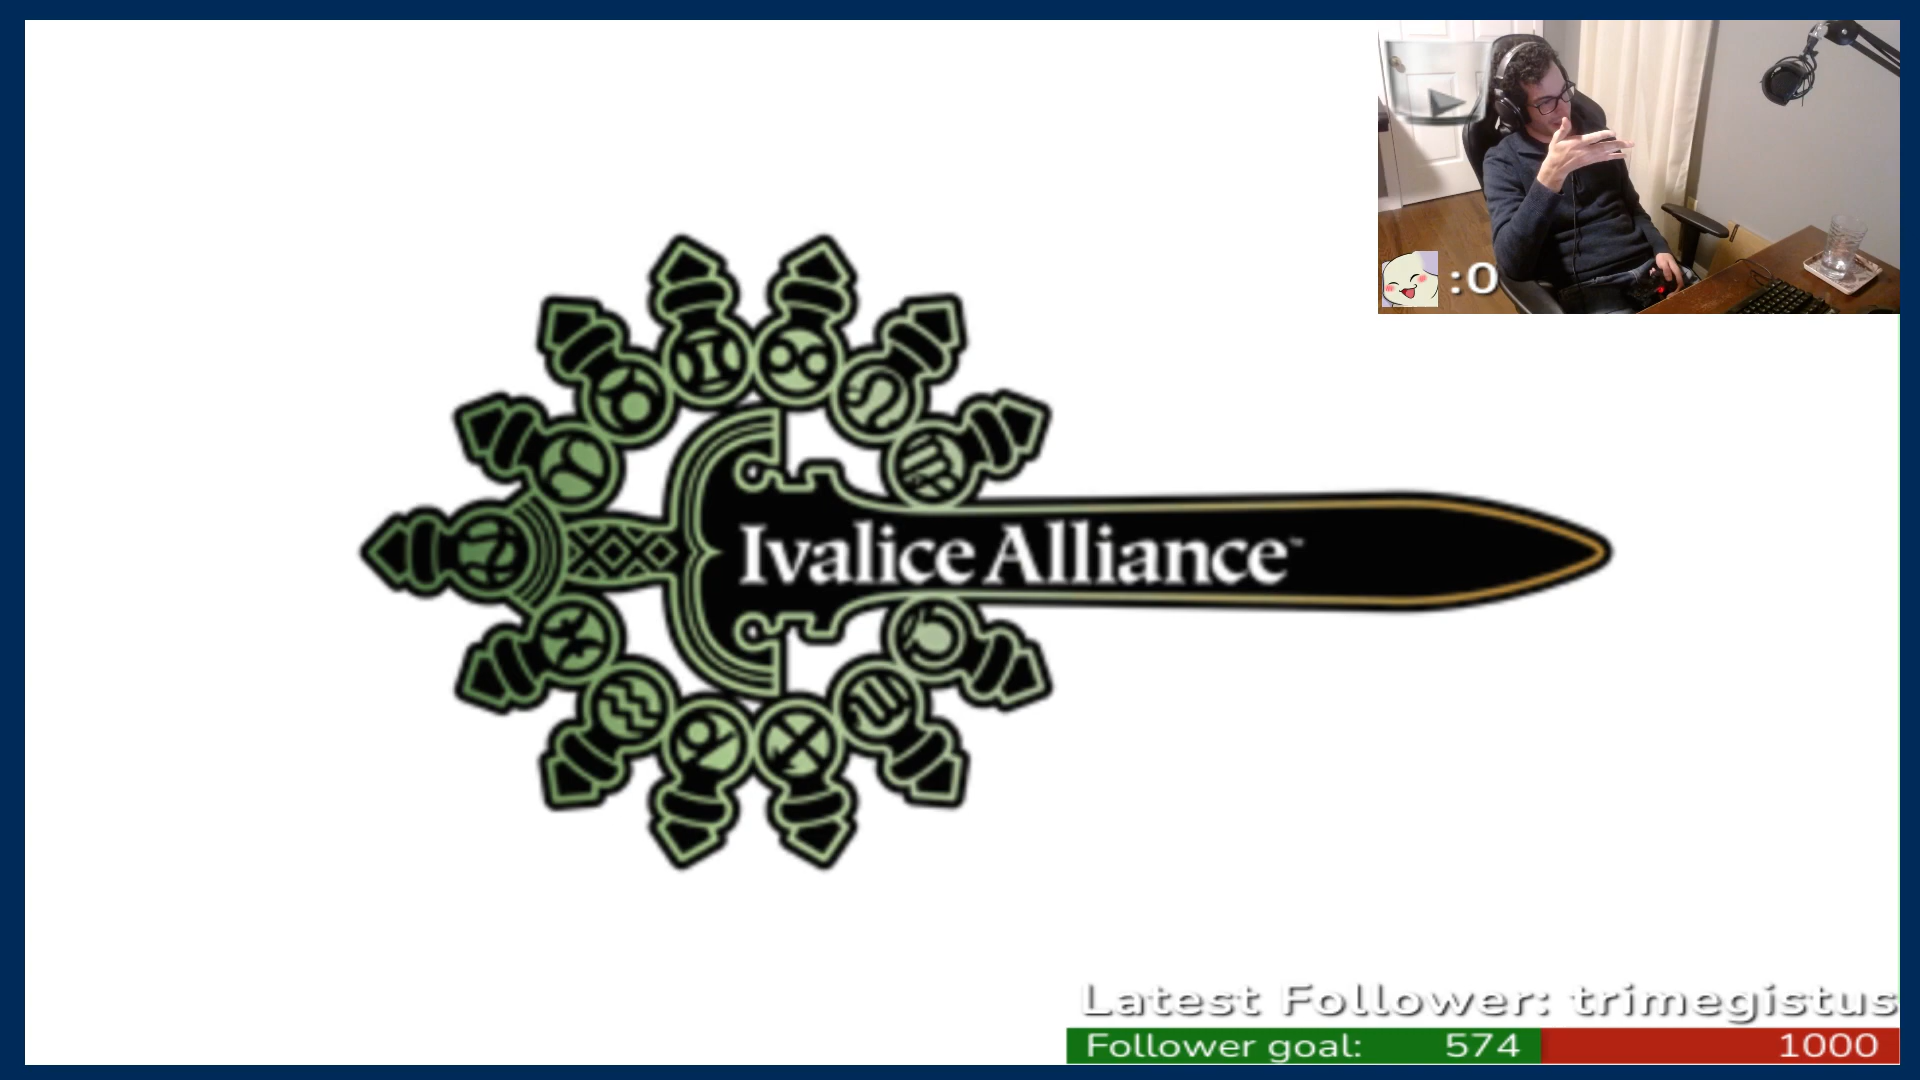 :O
Ivalice Alliance™
Latest Follower: trimegistus
Follower goal: 574 1000